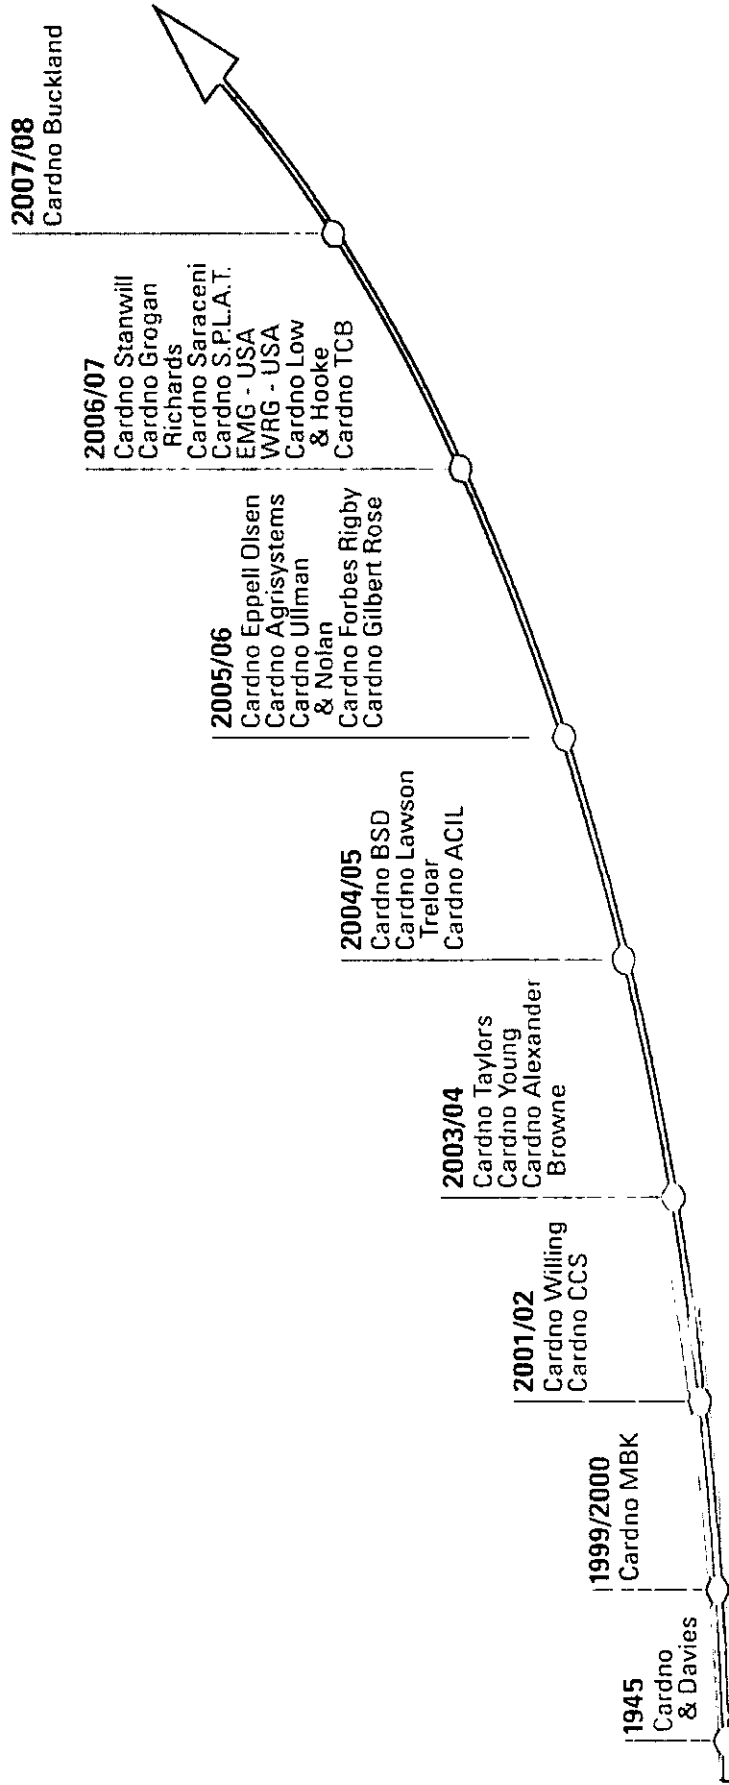 1945
Cardno
& Davies
1999/2000
Cardno MBK
2001/02
Cardno Willing
Cardno CCS
2003/04
Cardno Taylors
Cardno Young
Cardno Alexander
Browne
2004/05
Cardno BSD
Cardno Lawson
Treloar
Cardno ACIL
2005/06
Cardno Eppell Olsen
Cardno Agrisystems
Cardno Ullman
& Nolan
Cardno Forbes Rigby
Cardno Gilbert Rose
2006/07
Cardno Stanwill
Cardno Grogan
Richards
Cardno Saraceni
Cardno S.P.L.A.T.
EMG - USA
WRG - USA
Cardno Low
& Hooke
Cardno TCB
2007/08
Cardno Buckland